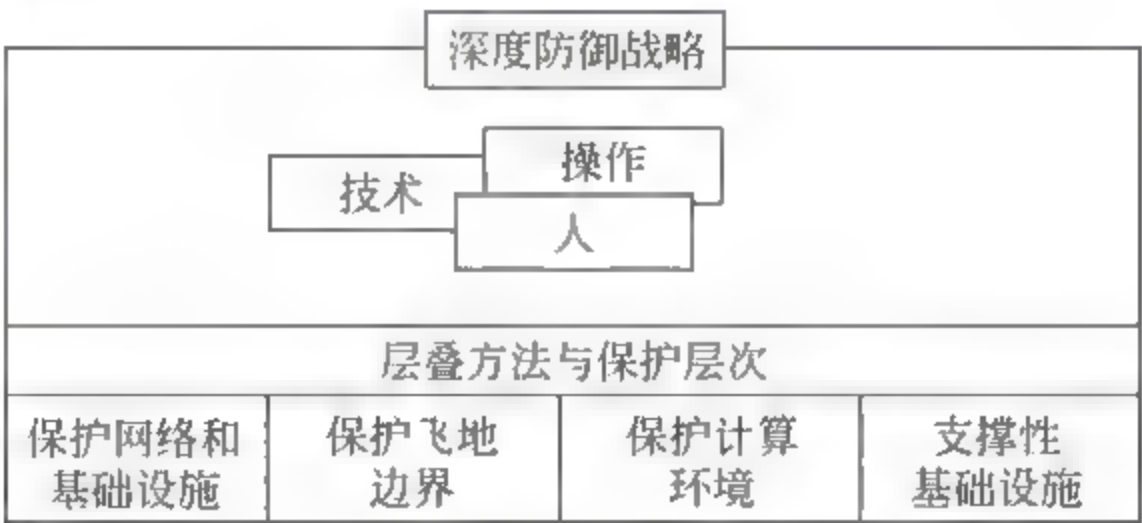 深度防御战略
操作
技术
人
层叠方法与保护层次
保护网络和
基础设施
保护飞地
边界
保护计算
环境
支撑性
基础设施